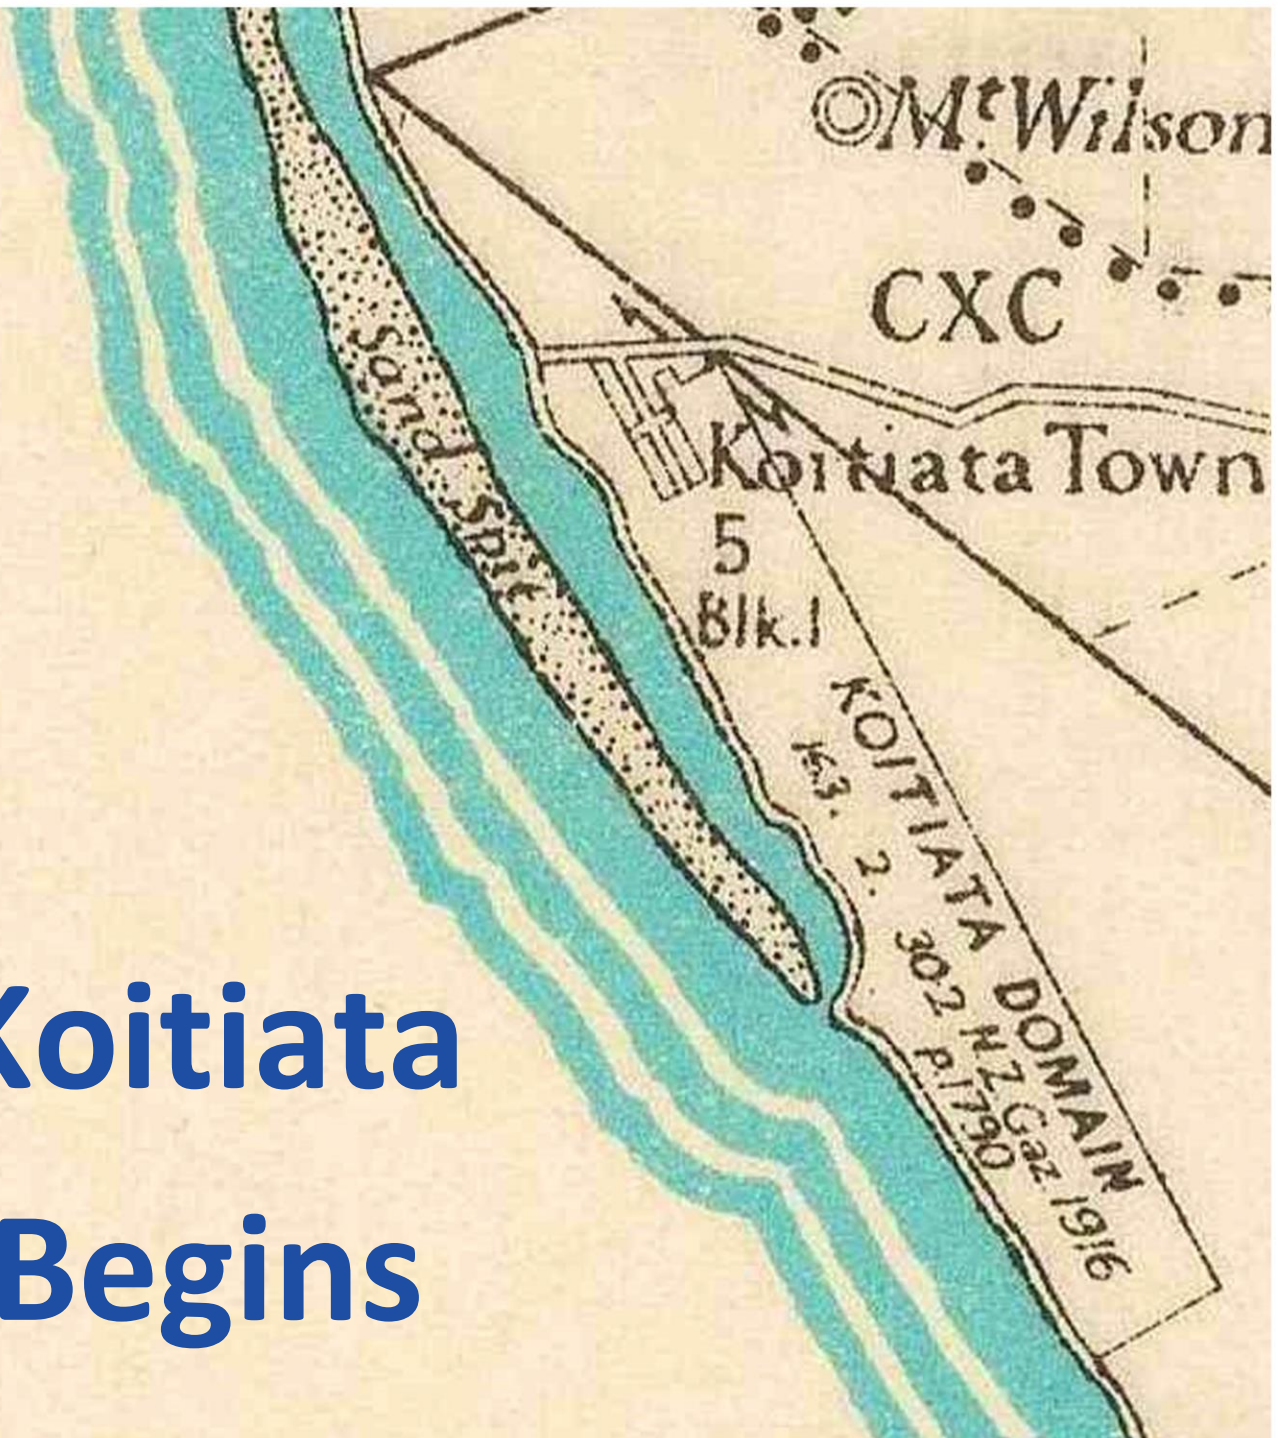 Mt Wilson
CXC
Sand Spit
Koitiata Town
5
Blk.1
KOITIATA DOMAIN
163. 2. 302 N.Z.Gaz 1916
p.1790
Koitiata
Begins